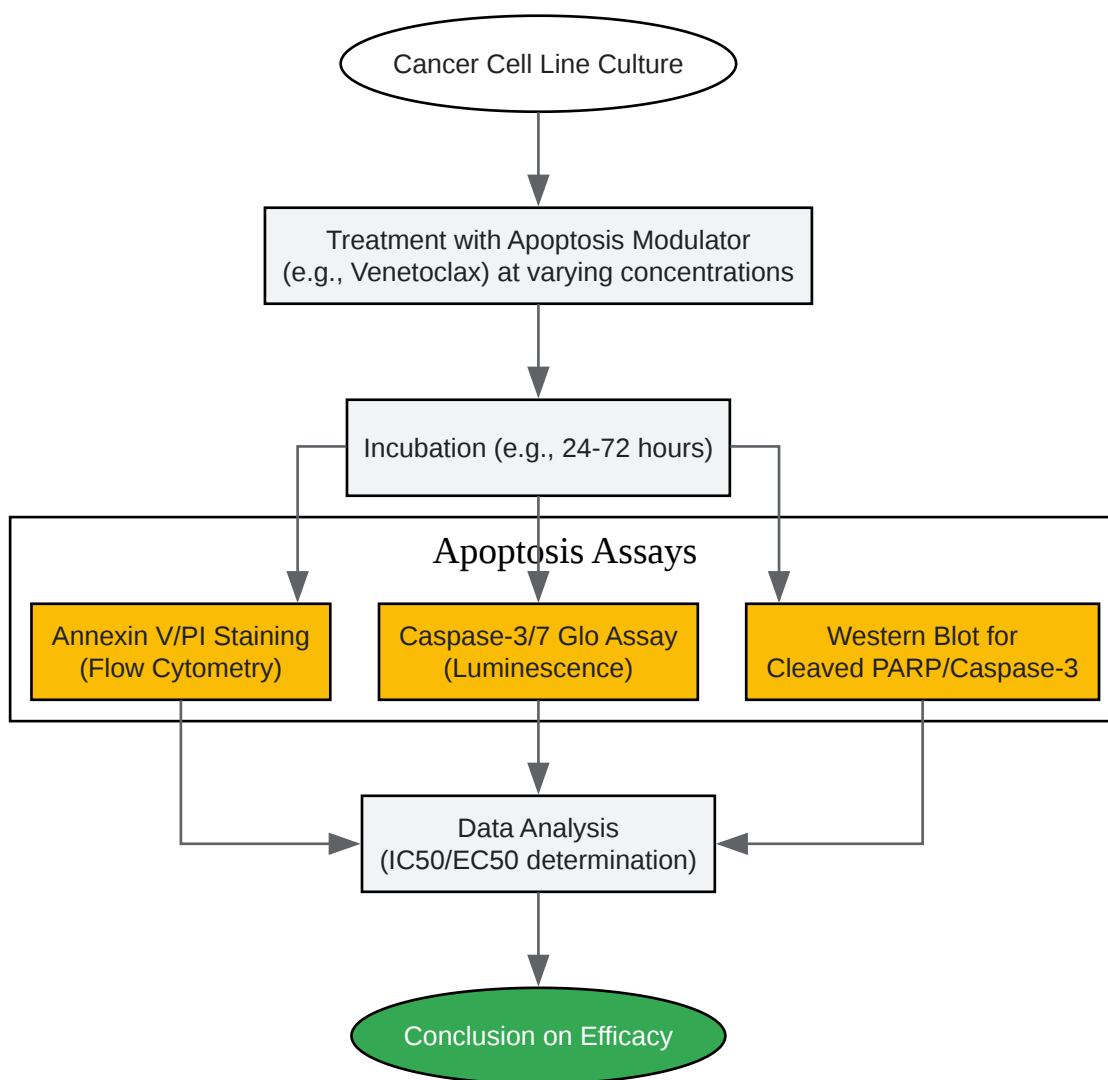 Cancer Cell Line Culture
Treatment with Apoptosis Modulator
(e.g., Venetoclax) at varying concentrations
Incubation (e.g., 24-72 hours)
Apoptosis Assays
Annexin V/PI Staining
(Flow Cytometry)
Caspase-3/7 Glo Assay
(Luminescence)
Western Blot for
Cleaved PARP/Caspase-3
Data Analysis
(IC50/EC50 determination)
Conclusion on Efficacy